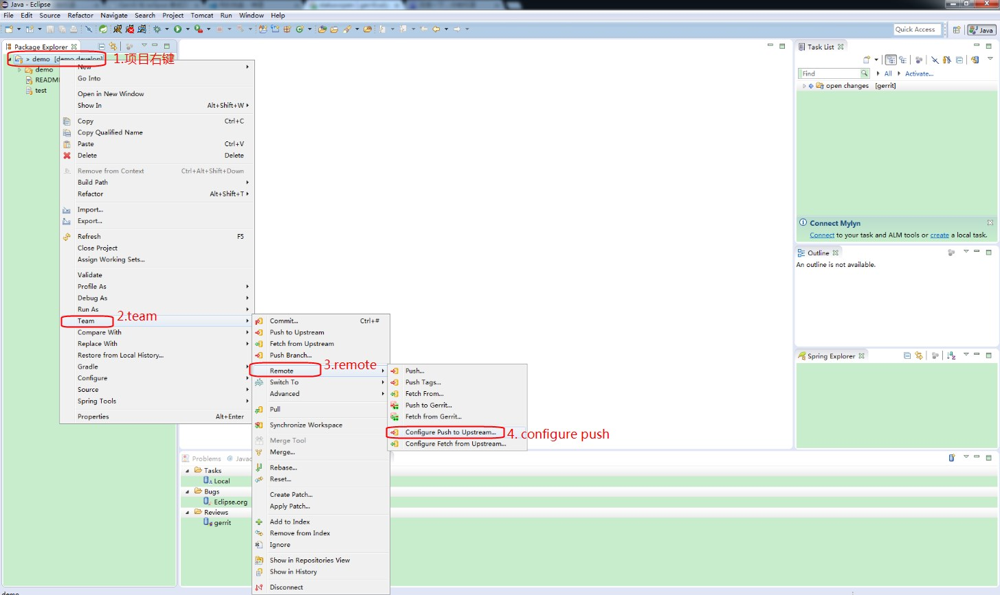 Java - Eclipse
File Edit Source Refactor Navigate Search Project Tomcat Run Window Help
Quick Access
Java
Package Explorer
> demo [demo develop]
1.项目右键
demo
README
test
New
Go Into
Open in New Window
Show In Alt+Shift+W
Copy Ctrl+C
Copy Qualified Name
Paste Ctrl+V
Delete Delete
Remove from Context Ctrl+Alt+Shift+Down
Build Path
Refactor Alt+Shift+T
Import...
Export...
Refresh F5
Close Project
Assign Working Sets...
Validate
Profile As
Debug As
Run As
Team
2.team
Compare With
Replace With
Restore from Local History...
Gradle
Configure
Source
Spring Tools
Properties Alt+Enter
Commit... Ctrl+#
Push to Upstream
Fetch from Upstream
Push Branch...
Remote
3.remote
Switch To
Advanced
Pull
Synchronize Workspace
Merge Tool
Merge...
Rebase...
Reset...
Create Patch...
Apply Patch...
Add to Index
Remove from Index
Ignore
Show in Repositories View
Show in History
Disconnect
Push...
Push Tags...
Fetch From...
Push to Gerrit...
Fetch from Gerrit...
Configure Push to Upstream...
4. configure push
Configure Fetch from Upstream...
Problems @ Javac
Tasks
Local
Bugs
Eclipse.org
Reviews
gerrit
Task List
Find
All Activate...
open changes [gerrit]
Connect Mylyn
Connect to your task and ALM tools or create a local task.
Outline
An outline is not available.
Spring Explorer
demo